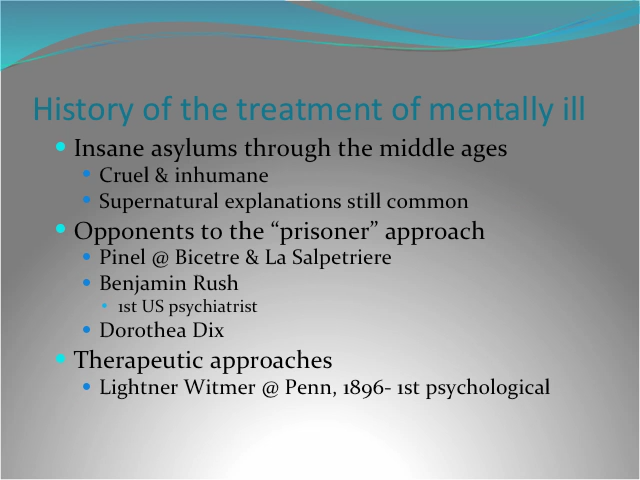 History of the treatment of mentally ill
Insane asylums through the middle ages
Cruel & inhumane
Supernatural explanations still common
Opponents to the “prisoner” approach
Pinel @ Bicetre & La Salpetriere
Benjamin Rush
1st US psychiatrist
Dorothea Dix
Therapeutic approaches
Lightner Witmer @ Penn, 1896- 1st psychological